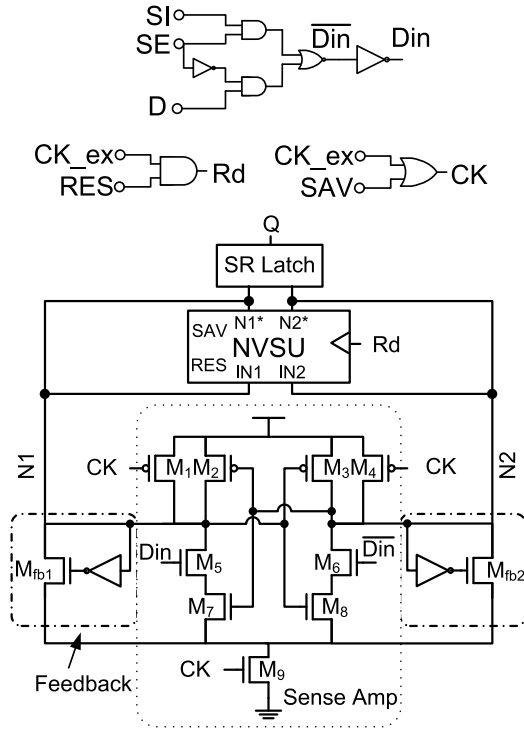 SI
SE
D
D̅i̅n̅ Din
CK_ex
RES
Rd
CK_ex
SAV
CK
Q
SR Latch
SAV N1* N2*
NVSU
RES IN1 IN2
Rd
N1
N2
CK M1 M2 M3 M4 CK
Mfb1
Din M5
M6 D̅i̅n̅
Mfb2
M7
M8
CK M9
Feedback
Sense Amp